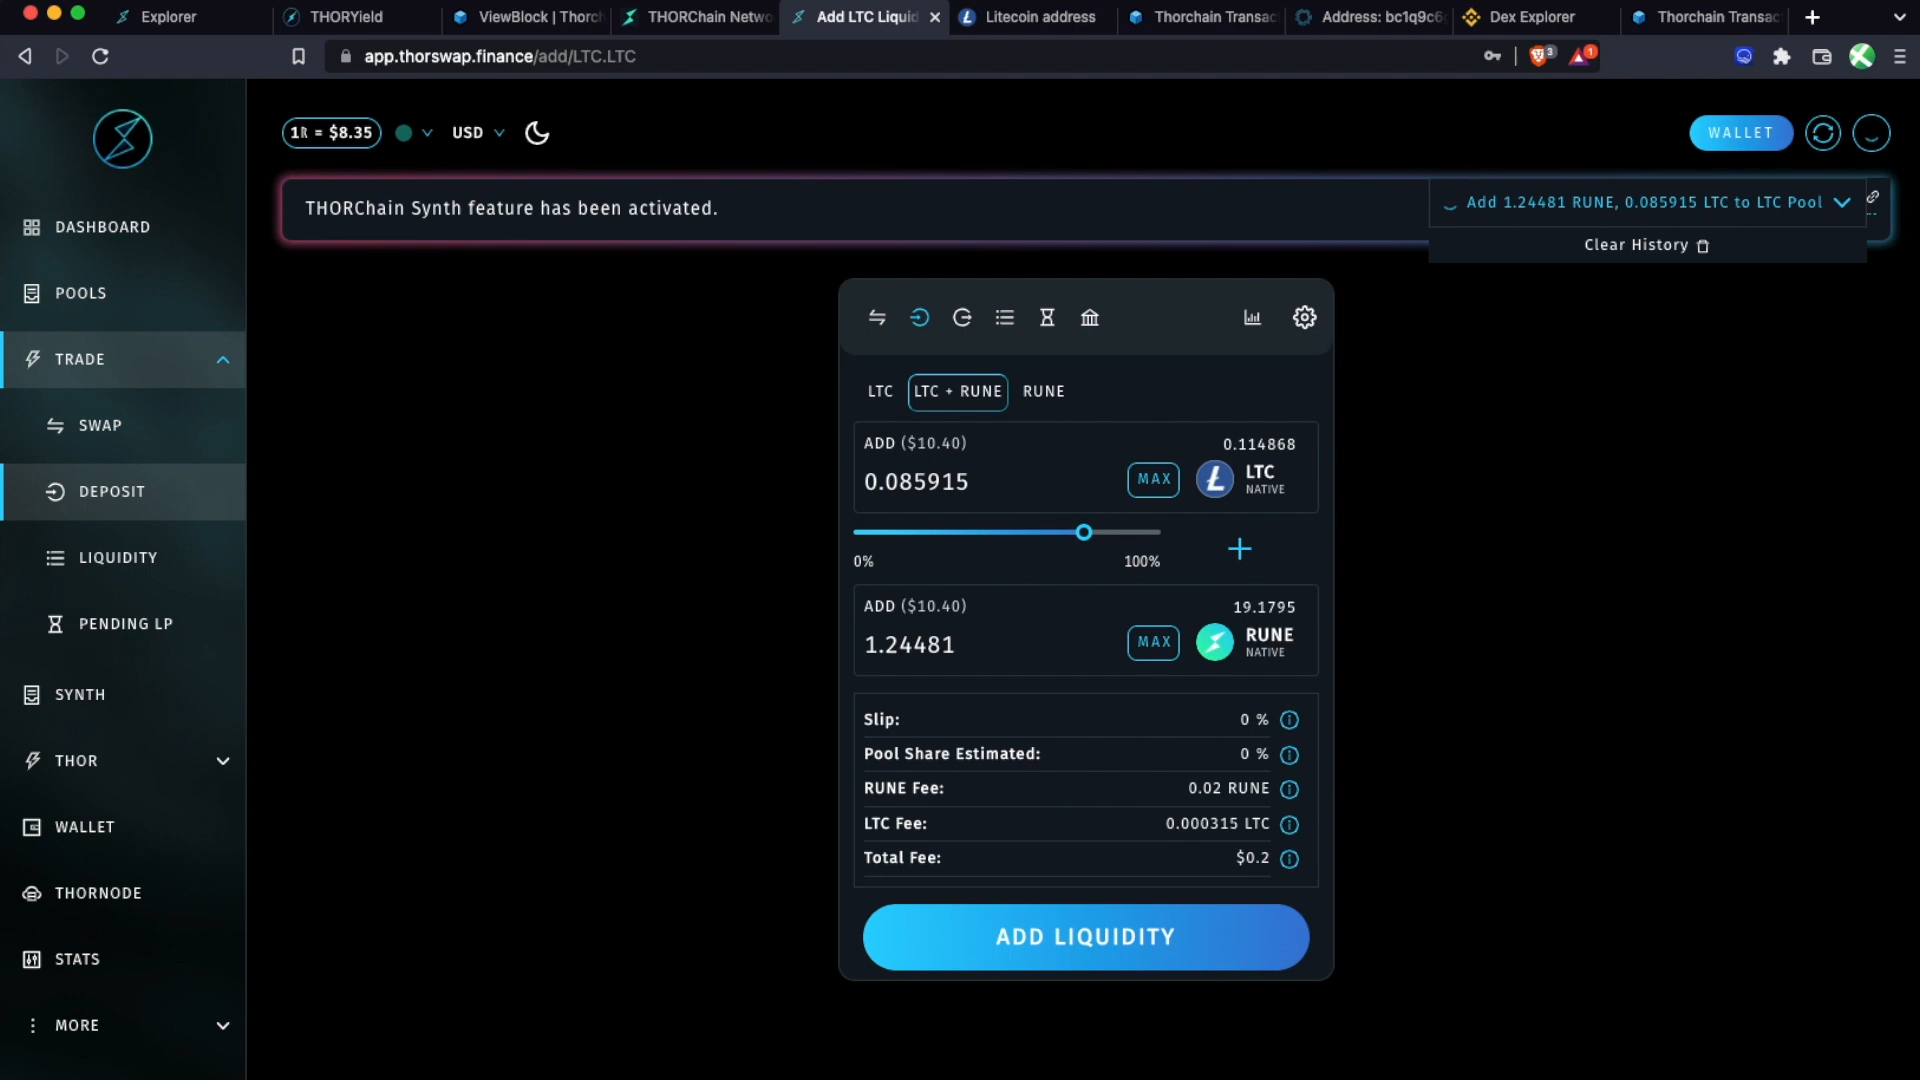 Explorer
THORYield
ViewBlock | Thorch
THORChain Netwo
Add LTC Liquid
Litecoin address
Thorchain Transac
Address: bc1q9c6
Dex Explorer
Thorchain Transac
app.thorswap.finance/add/LTC.LTC
3
1
1R = $8.35
USD
WALLET
THORChain Synth feature has been activated.
Add 1.24481 RUNE, 0.085915 LTC to LTC Pool
Clear History
DASHBOARD
POOLS
TRADE
SWAP
DEPOSIT
LIQUIDITY
PENDING LP
SYNTH
THOR
WALLET
THORNODE
STATS
MORE
LTC
LTC + RUNE
RUNE
ADD ($10.40)
0.114868
0.085915
MAX
LTC
NATIVE
0%
100%
ADD ($10.40)
19.1795
1.24481
MAX
RUNE
NATIVE
Slip:
0 %
Pool Share Estimated:
0 %
RUNE Fee:
0.02 RUNE
LTC Fee:
0.000315 LTC
Total Fee:
$0.2
ADD LIQUIDITY